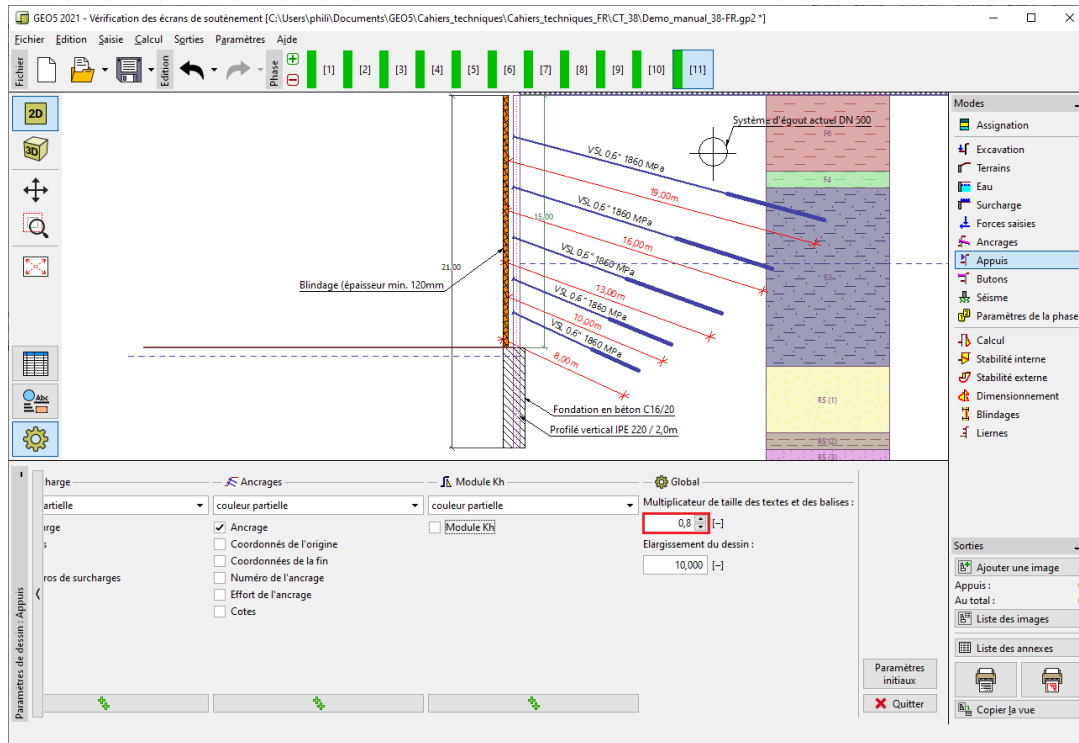 GEO5 2021 - Vérification des écrans de soutènement [C:\Users\phili\Documents\GEO5\Cahiers_techniques\Cahiers_techniques_FR\CT_38\Demo_manual_38-FR.gp2 *]
Fichier Edition Saisie Calcul Sorties Paramètres Aide
Fichier Edition Phase [1] [2] [3] [4] [5] [6] [7] [8] [9] [10] [11]
2D
3D
Abc
Système d'égout actuel DN 500
F6
VSL 0,6" 1860 MPa
F4
19,00m
VSL 0,6" 1860 MPa
15,00
16,00m
VSL 0,6" 1860 MPa
21,00
R3
Blindage (épaisseur min. 120mm
13,00m
VSL 0,6" 1860 MPa
10,00m
VSL 0,6" 1860 MPa
8,00m
R5 (1)
Fondation en béton C16/20
Profilé vertical IPE 220 / 2,0m
R5 (2)
R5 (3)
Modes
Assignation
Excavation
Terrains
Eau
Surcharge
Forces saisies
Ancrages
Appuis
Butons
Séisme
Paramètres de la phase
Calcul
Stabilité interne
Stabilité externe
Dimensionnement
Blindages
Liernes
Paramètres de dessin : Appuis
charge
artielle
rge
s
ros de surcharges
Ancrages
couleur partielle
Ancrage
Coordonnés de l'origine
Coordonnées de la fin
Numéro de l'ancrage
Effort de l'ancrage
Cotes
Module Kh
couleur partielle
Module Kh
Global
Multiplicateur de taille des textes et des balises :
0,8 [–]
Elargissement du dessin :
10,000 [–]
Paramètres initiaux
Quitter
Sorties
Ajouter une image
Appuis :
Au total :
Liste des images
Liste des annexes
Copier la vue